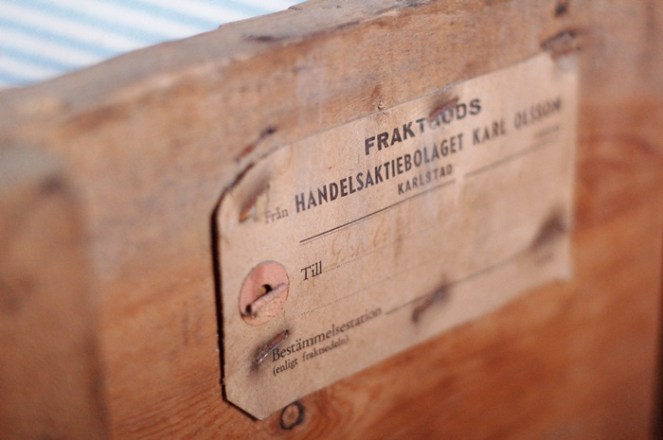 FRAKTGODS
Från HANDELSAKTIEBOLAGET KARL OLSSON
KARLSTAD
Till
Bestämmelsestation
(enligt fraktsedeln)